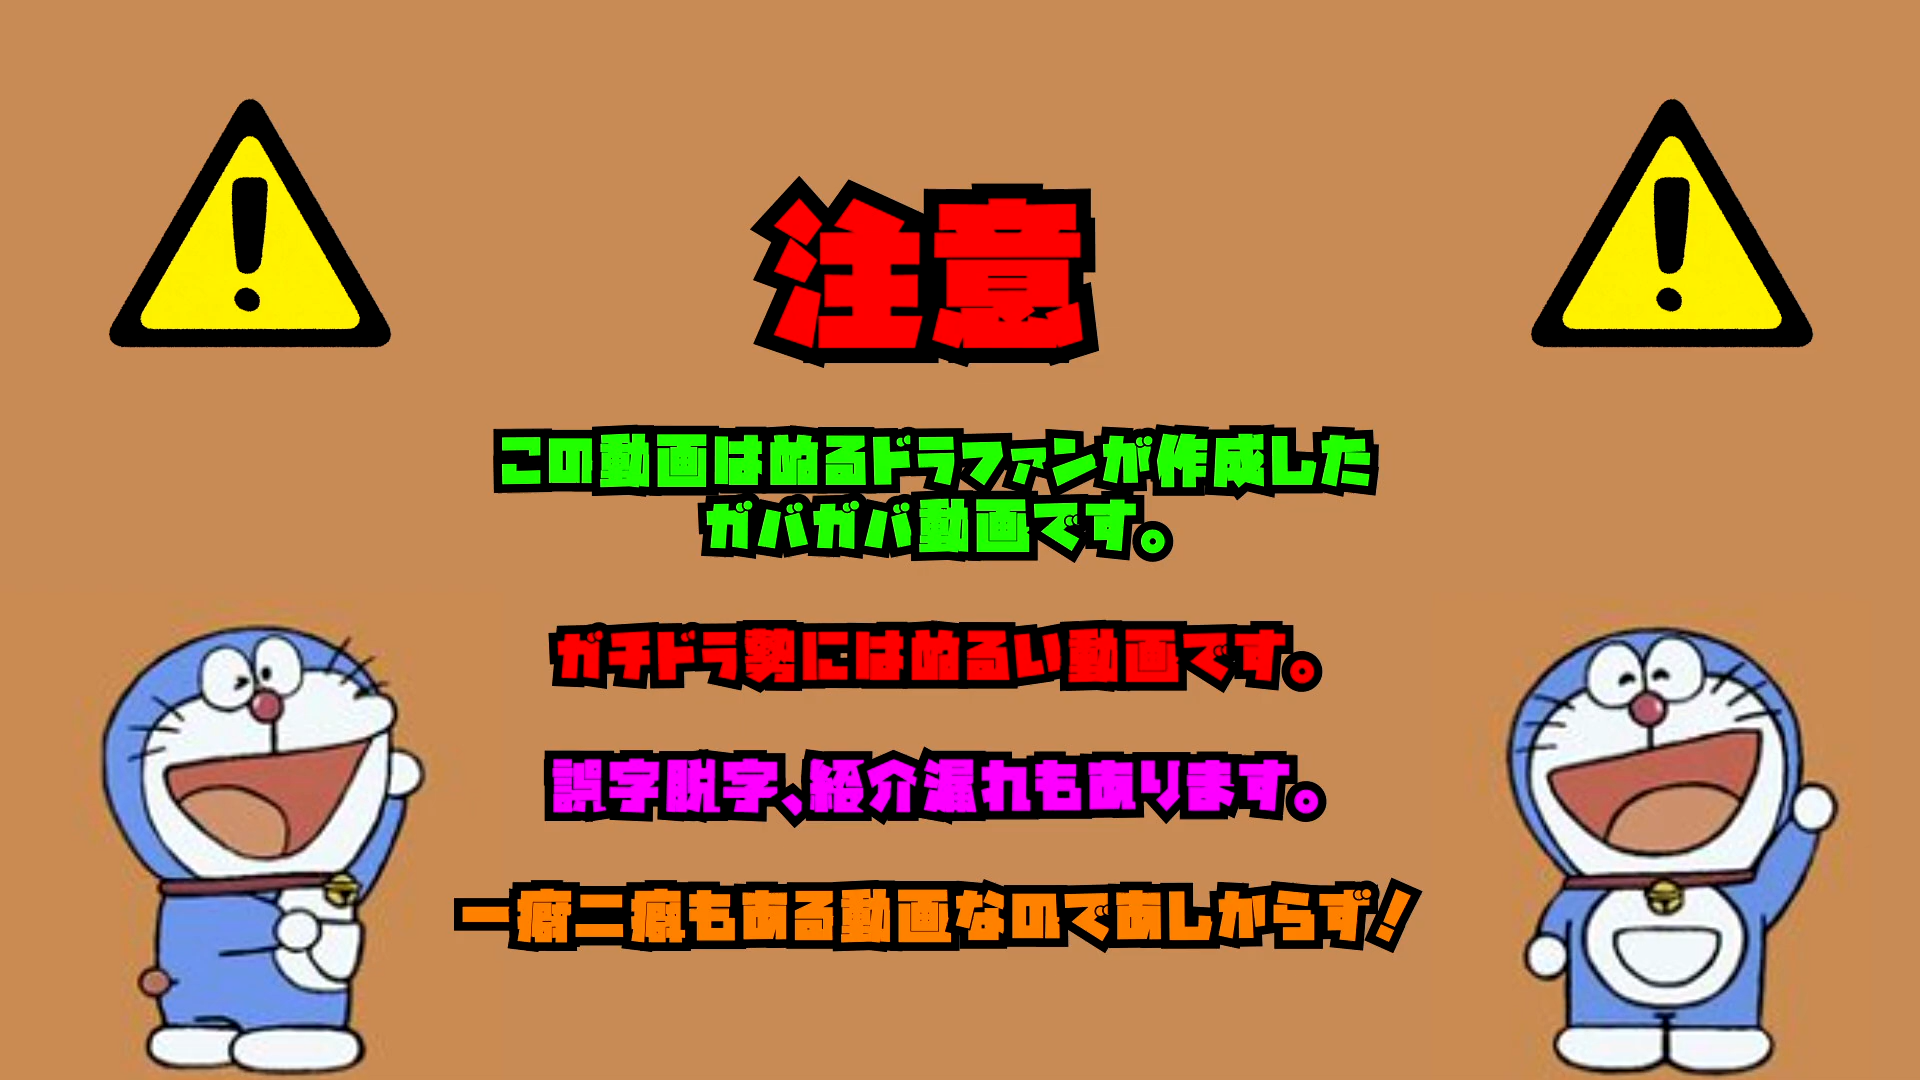 注意
この動画はぬるドラファンが作成した
ガバガバ動画です。
ガチドラ勢にはぬるい動画です。
誤字脱字、紹介漏れもあります。
一癖二癖もある動画なのであしからず!